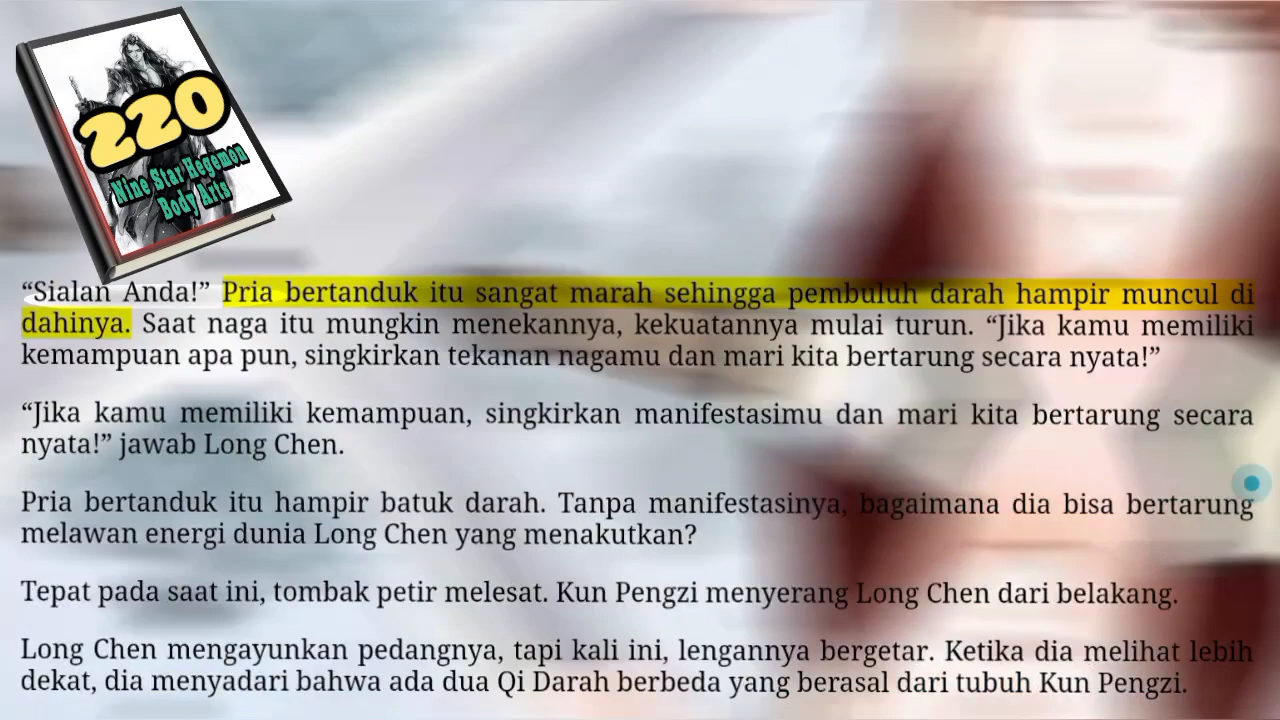 220
Nine Star Hegemon
Body Arts
“Sialan Anda!” Pria bertanduk itu sangat marah sehingga pembuluh darah hampir muncul di
dahinya. Saat naga itu mungkin menekannya, kekuatannya mulai turun. “Jika kamu memiliki
kemampuan apa pun, singkirkan tekanan nagamu dan mari kita bertarung secara nyata!”
“Jika kamu memiliki kemampuan, singkirkan manifestasimu dan mari kita bertarung secara
nyata!” jawab Long Chen.
Pria bertanduk itu hampir batuk darah. Tanpa manifestasinya, bagaimana dia bisa bertarung
melawan energi dunia Long Chen yang menakutkan?
Tepat pada saat ini, tombak petir melesat. Kun Pengzi menyerang Long Chen dari belakang.
Long Chen mengayunkan pedangnya, tapi kali ini, lengannya bergetar. Ketika dia melihat lebih
dekat, dia menyadari bahwa ada dua Qi Darah berbeda yang berasal dari tubuh Kun Pengzi.